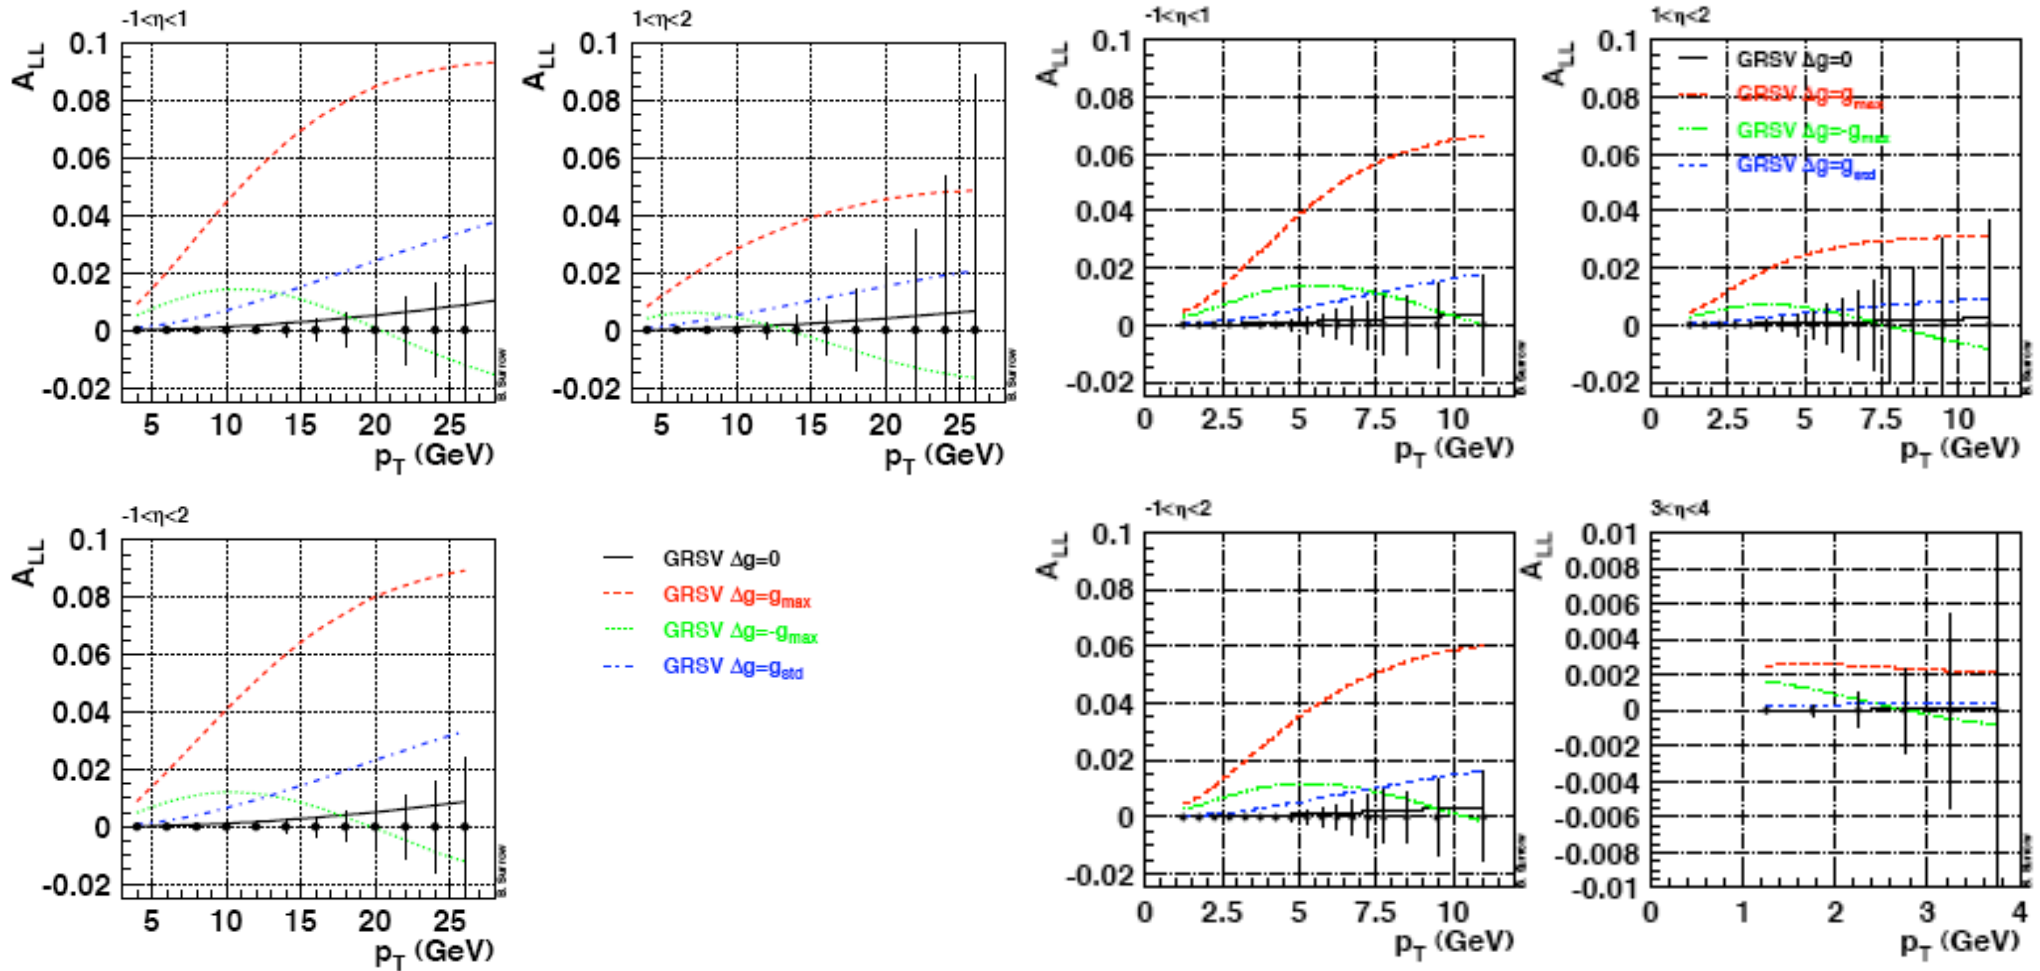 -1<η<1
A_LL
0.1
0.08
0.06
0.04
0.02
0
-0.02
5 10 15 20 25
p_T (GeV)
B. Surrow
1<η<2
A_LL
0.1
0.08
0.06
0.04
0.02
0
-0.02
5 10 15 20 25
p_T (GeV)
B. Surrow
-1<η<1
A_LL
0.1
0.08
0.06
0.04
0.02
0
-0.02
0 2.5 5 7.5 10
p_T (GeV)
B. Surrow
1<η<2
A_LL
0.1
0.08
0.06
0.04
0.02
0
-0.02
GRSV Δg=0
GRSV Δg=g_max
GRSV Δg=-g_max
GRSV Δg=g_std
0 2.5 5 7.5 10
p_T (GeV)
B. Surrow
-1<η<2
A_LL
0.1
0.08
0.06
0.04
0.02
0
-0.02
5 10 15 20 25
p_T (GeV)
B. Surrow
GRSV Δg=0
GRSV Δg=g_max
GRSV Δg=-g_max
GRSV Δg=g_std
-1<η<2
A_LL
0.1
0.08
0.06
0.04
0.02
0
-0.02
0 2.5 5 7.5 10
p_T (GeV)
B. Surrow
3<η<4
A_LL
0.01
0.008
0.006
0.004
0.002
0
-0.002
-0.004
-0.006
-0.008
-0.01
0 1 2 3 4
p_T (GeV)
B. Surrow